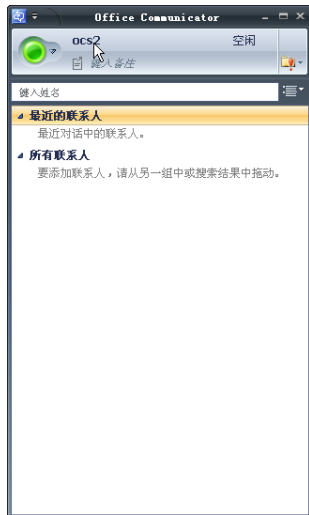 Office Communicator
ocs2 空闲
键入备注
键入姓名
最近的联系人
最近对话中的联系人。
所有联系人
要添加联系人，请从另一组中或搜索结果中拖动。